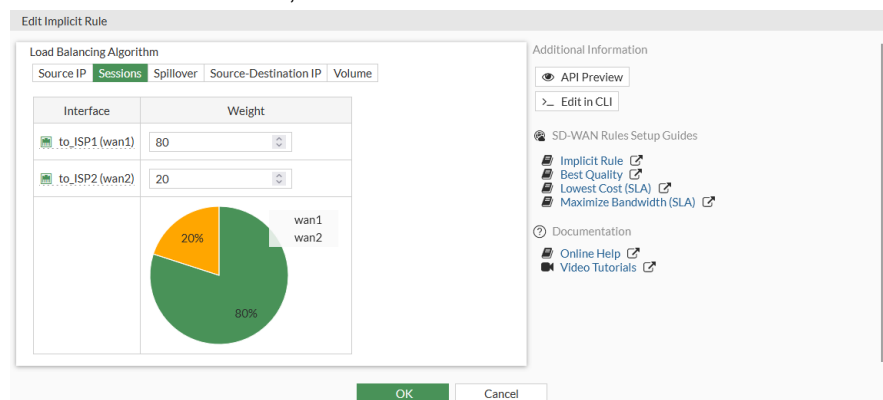 Edit Implicit Rule
Load Balancing Algorithm
Source IP Sessions Spillover Source-Destination IP Volume
Interface Weight
to_ISP1 (wan1) 80
to_ISP2 (wan2) 20
wan1
wan2
20%
80%
Additional Information
API Preview
>_ Edit in CLI
SD-WAN Rules Setup Guides
Implicit Rule
Best Quality
Lowest Cost (SLA)
Maximize Bandwidth (SLA)
Documentation
Online Help
Video Tutorials
OK Cancel